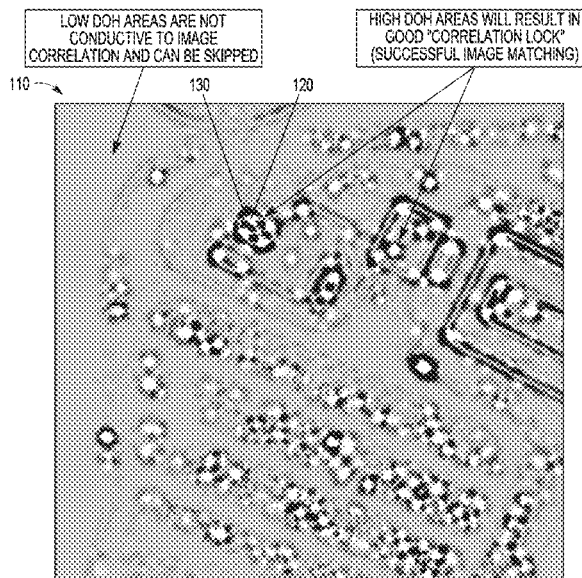 LOW DOH AREAS ARE NOT
CONDUCTIVE TO IMAGE
CORRELATION AND CAN BE SKIPPED
HIGH DOH AREAS WILL RESULT IN
GOOD "CORRELATION LOCK"
(SUCCESSFUL IMAGE MATCHING)
110
130
120